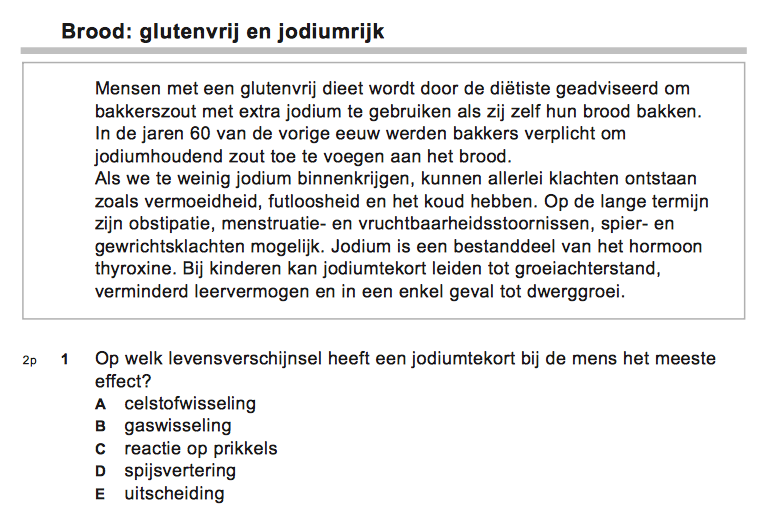 Brood: glutenvrij en jodiumrijk
Mensen met een glutenvrij dieet wordt door de diëtiste geadviseerd om
bakkerszout met extra jodium te gebruiken als zij zelf hun brood bakken.
In de jaren 60 van de vorige eeuw werden bakkers verplicht om
jodiumhoudend zout toe te voegen aan het brood.
Als we te weinig jodium binnenkrijgen, kunnen allerlei klachten ontstaan
zoals vermoeidheid, futloosheid en het koud hebben. Op de lange termijn
zijn obstipatie, menstruatie- en vruchtbaarheidsstoornissen, spier- en
gewrichtsklachten mogelijk. Jodium is een bestanddeel van het hormoon
thyroxine. Bij kinderen kan jodiumtekort leiden tot groeiachterstand,
verminderd leervermogen en in een enkel geval tot dwerggroei.
2p 1 Op welk levensverschijnsel heeft een jodiumtekort bij de mens het meeste
effect?
A celstofwisseling
B gaswisseling
C reactie op prikkels
D spijsvertering
E uitscheiding